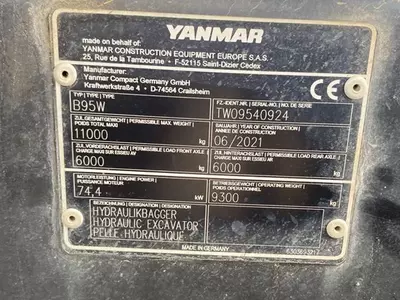 YANMAR
made on behalf of:
YANMAR CONSTRUCTION EQUIPMENT EUROPE S.A.S.
25, Rue de la Tambourine • F-52115 Saint-Dizier Cedex
Manufacturer:
Yanmar Compact Germany GmbH
Kraftwerkstraße 4 • D-74564 Crailsheim
CE
TYP | TYPE | TYPE
B95W
FZ.-IDENT.NR. | SERIAL-NO. | NO. DE SERIE
TW09540924
ZUL.GESAMTGEWICHT | PERMISSIBLE MAX. WEIGHT |
POIDS TOTAL MAXI
11000 kg
BAUJAHR | YEAR OF CONSTRUCTION |
ANNÉE DE CONSTRUCTION
06/2021
ZUL.VORDERACHSLAST | PERMISSIBLE LOAD FRONT AXLE
CHARGE MAXI SUR ESSIEU AV
6000 kg
ZUL.HINTERACHSLAST | PERMISSIBLE LOAD REAR AXLE
CHARGE MAXI SUR ESSIEU AR
6000 kg
MOTORLEISTUNG | ENGINE POWER |
PUISSANCE MOTEUR
74,4 kW
BETRIEBSGEWICHT | OPERATING WEIGHT |
POIDS OPÉRATIONNEL
9300 kg
BEZEICHNUNG | DESIGNATION | DESIGNATION
HYDRAULIKBAGGER
HYDRAULIC EXCAVATOR
PELLE HYDRAULIQUE
MADE IN GERMANY